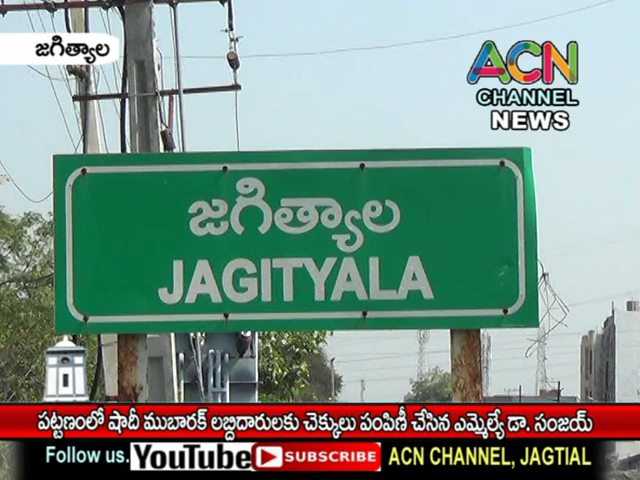 జగిత్యాల
ACN
CHANNEL
NEWS
జగిత్యాల
JAGITYALA
పట్టణంలో షాదీ ముబారక్ లబ్ధిదారులకు చెక్కులు పంపిణీ చేసిన ఎమ్మెల్యే డా. సంజయ్
Follow us. YouTube SUBSCRIBE ACN CHANNEL, JAGTIAL